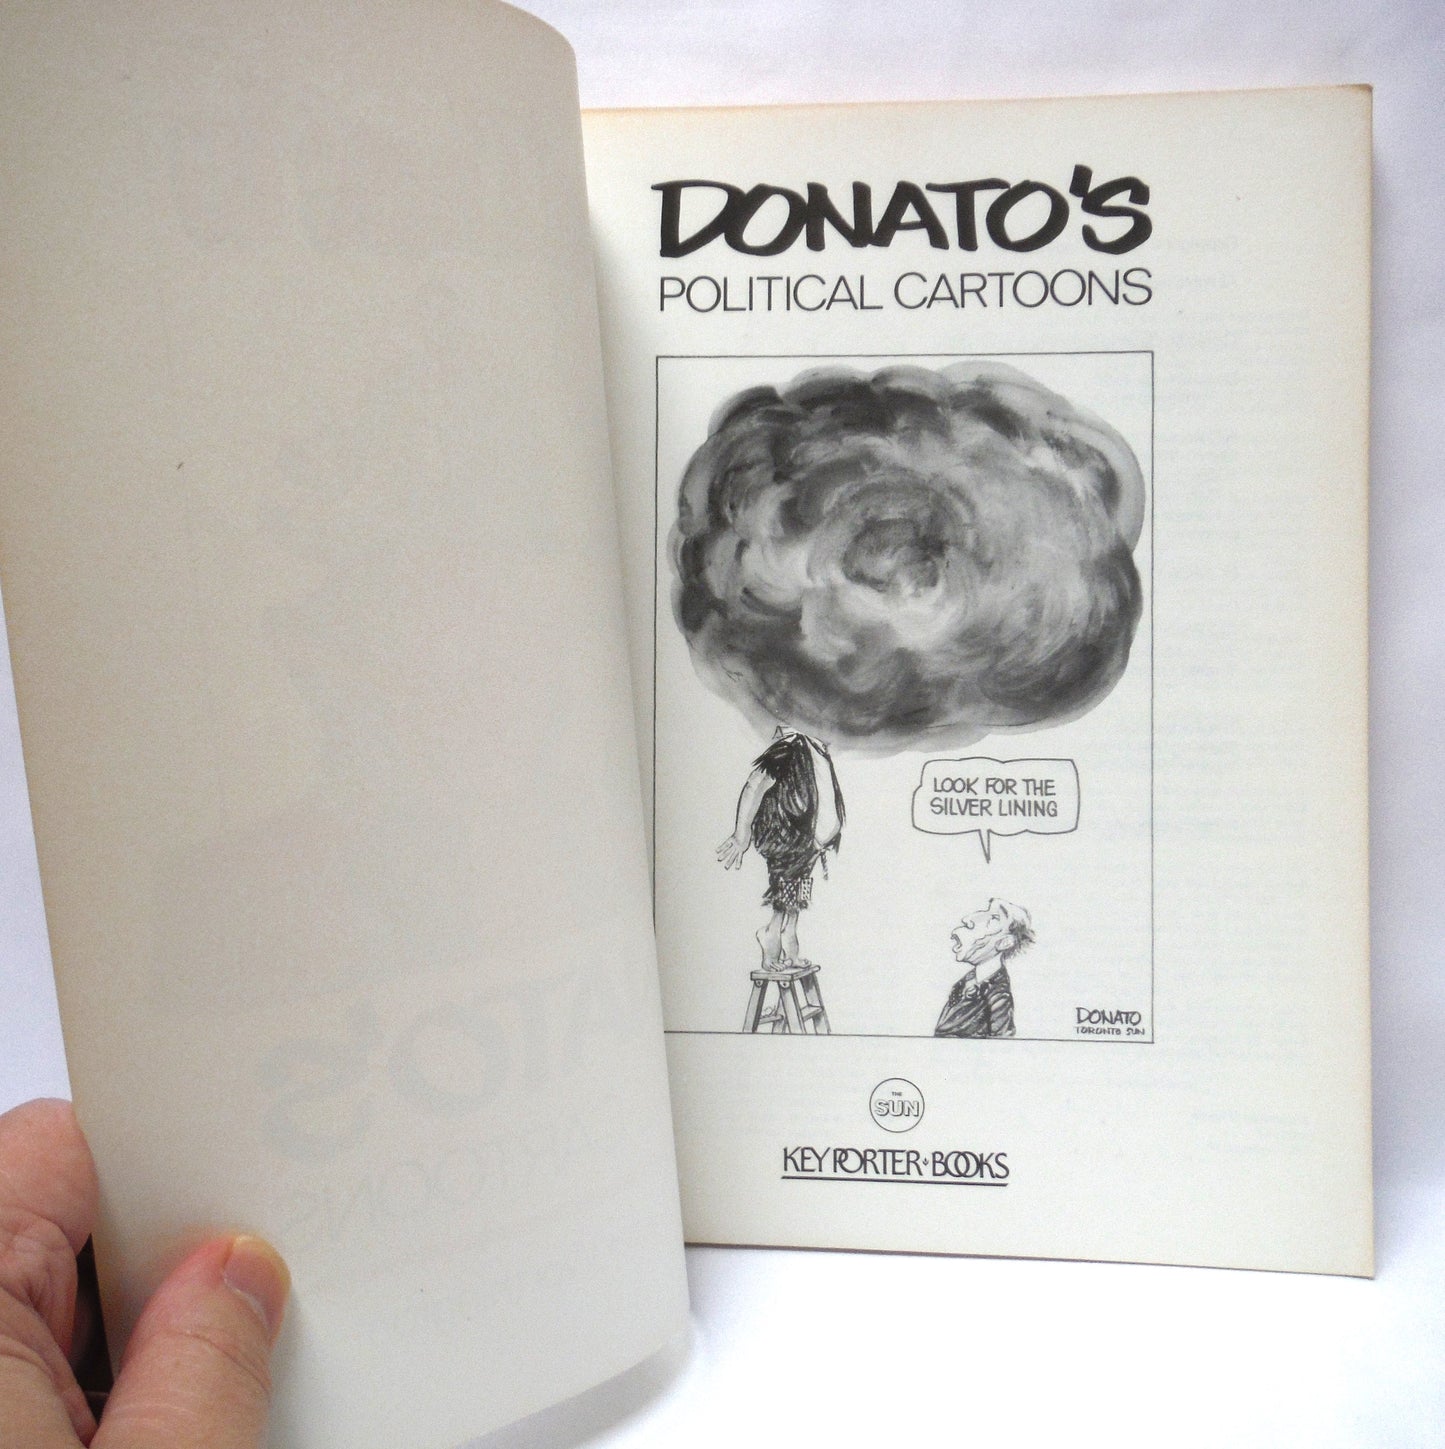 DONATO'S
POLITICAL CARTOONS
LOOK FOR THE
SILVER LINING
DONATO
TORONTO SUN
THE
SUN
KEY PORTER BOOKS